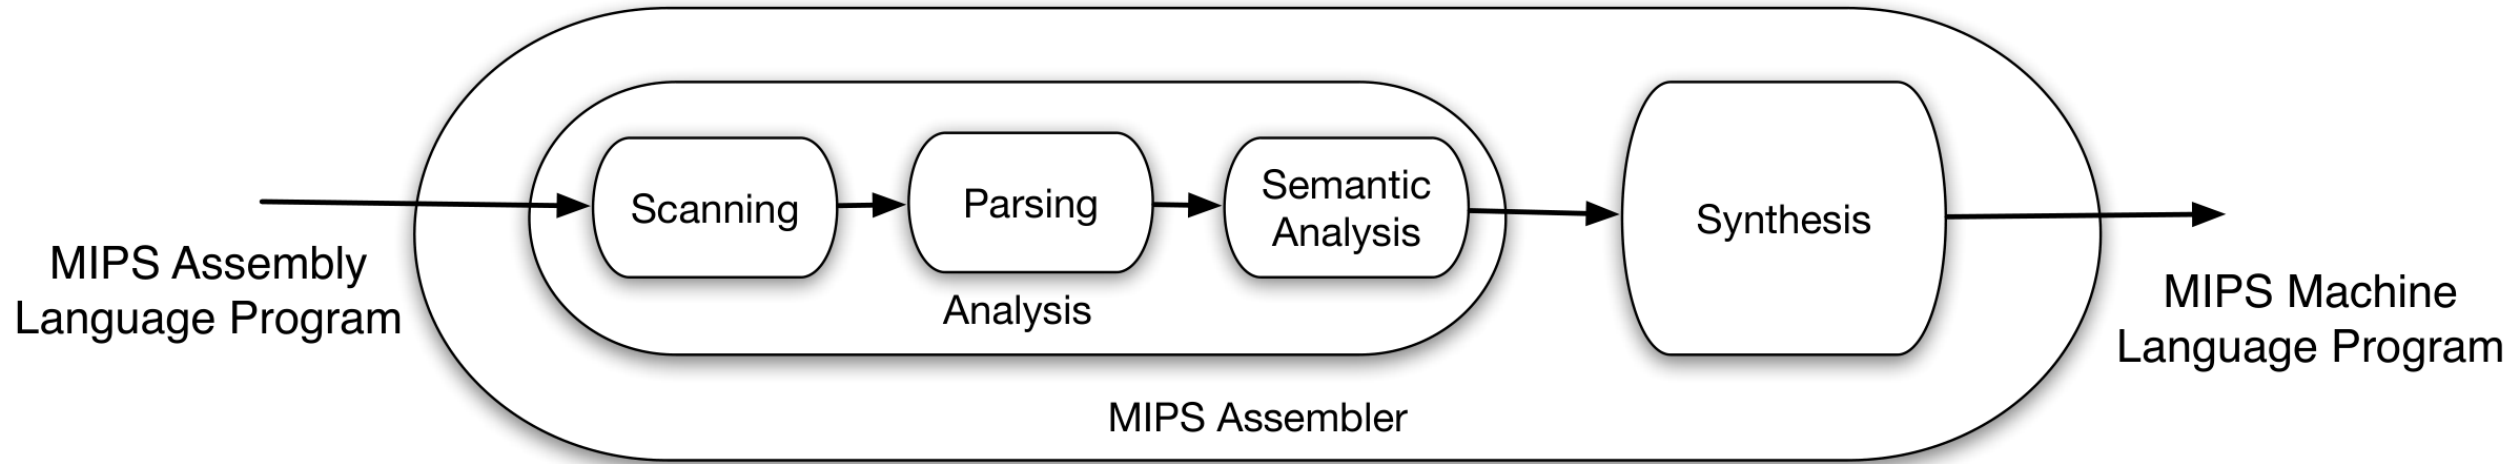 MIPS Assembly
Language Program
Scanning
Parsing
Semantic
Analysis
Analysis
Synthesis
MIPS Assembler
MIPS Machine
Language Program